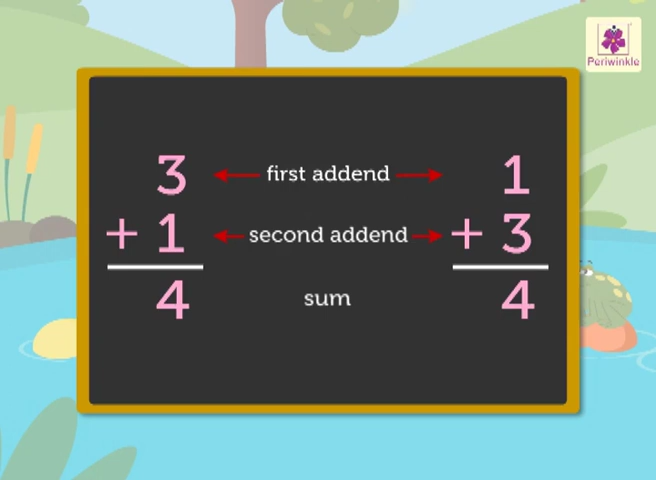 Periwinkle
3 first addend 1
+ 1 second addend + 3
4 sum 4